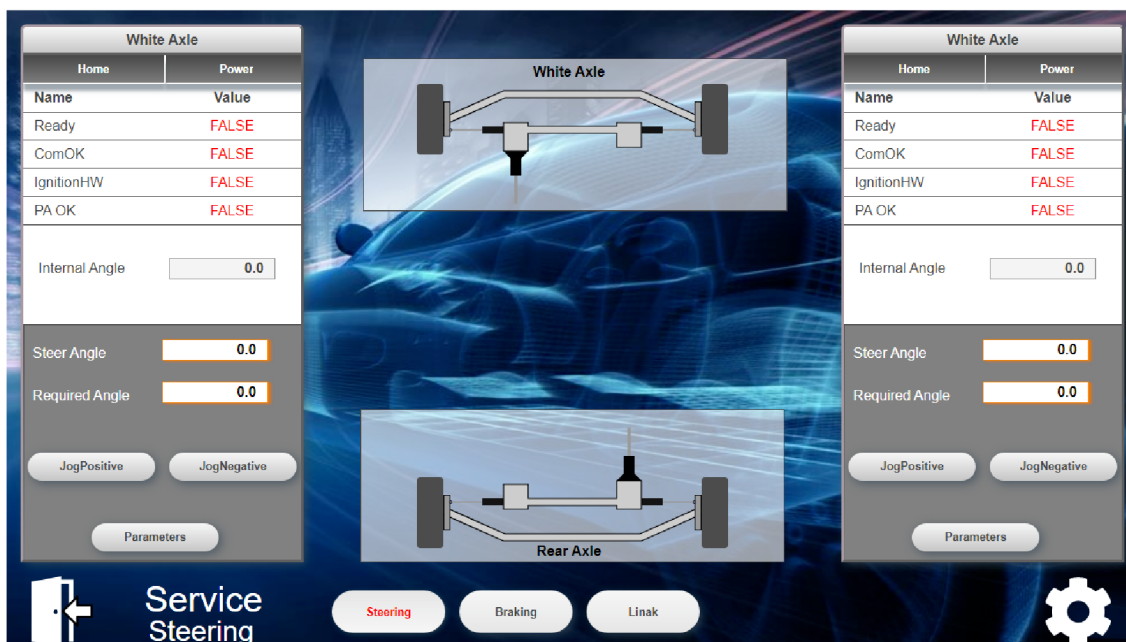 White Axle
Home Power
Name Value
Ready FALSE
ComOK FALSE
IgnitionHW FALSE
PA OK FALSE
Internal Angle 0.0
Steer Angle 0.0
Required Angle 0.0
JogPositive JogNegative
Parameters
White Axle
Rear Axle
White Axle
Home Power
Name Value
Ready FALSE
ComOK FALSE
IgnitionHW FALSE
PA OK FALSE
Internal Angle 0.0
Steer Angle 0.0
Required Angle 0.0
JogPositive JogNegative
Parameters
Service
Steering
Steering Braking Linak